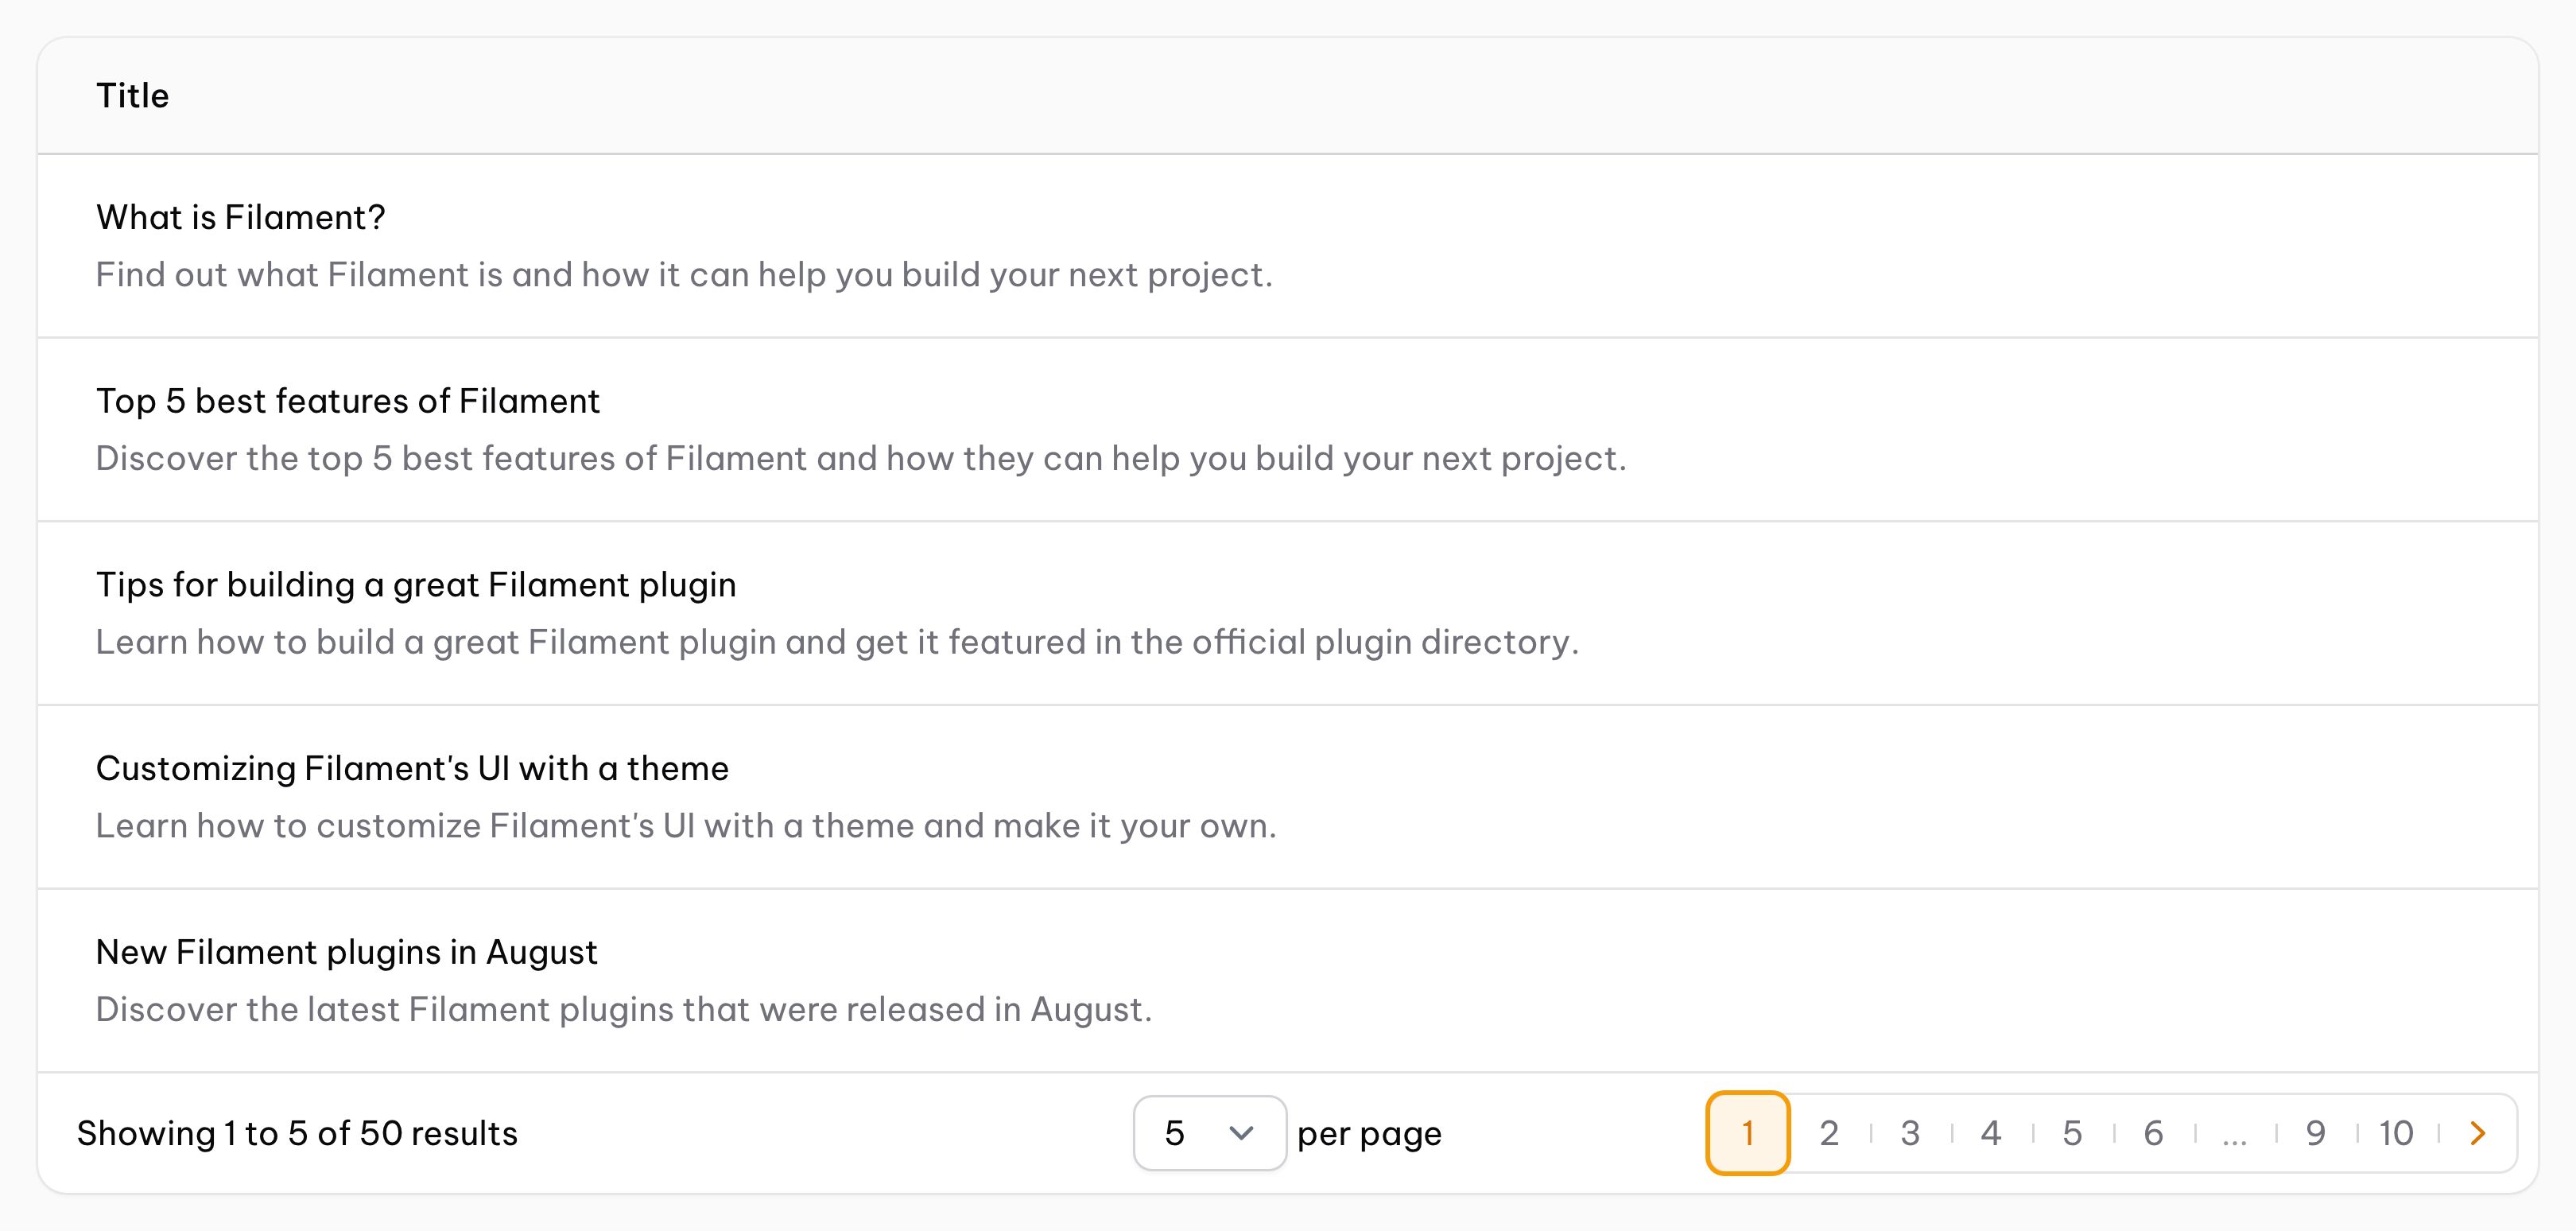 Title
What is Filament?
Find out what Filament is and how it can help you build your next project.
Top 5 best features of Filament
Discover the top 5 best features of Filament and how they can help you build your next project.
Tips for building a great Filament plugin
Learn how to build a great Filament plugin and get it featured in the official plugin directory.
Customizing Filament's UI with a theme
Learn how to customize Filament's UI with a theme and make it your own.
New Filament plugins in August
Discover the latest Filament plugins that were released in August.
Showing 1 to 5 of 50 results 5 per page 1 2 3 4 5 6 ... 9 10